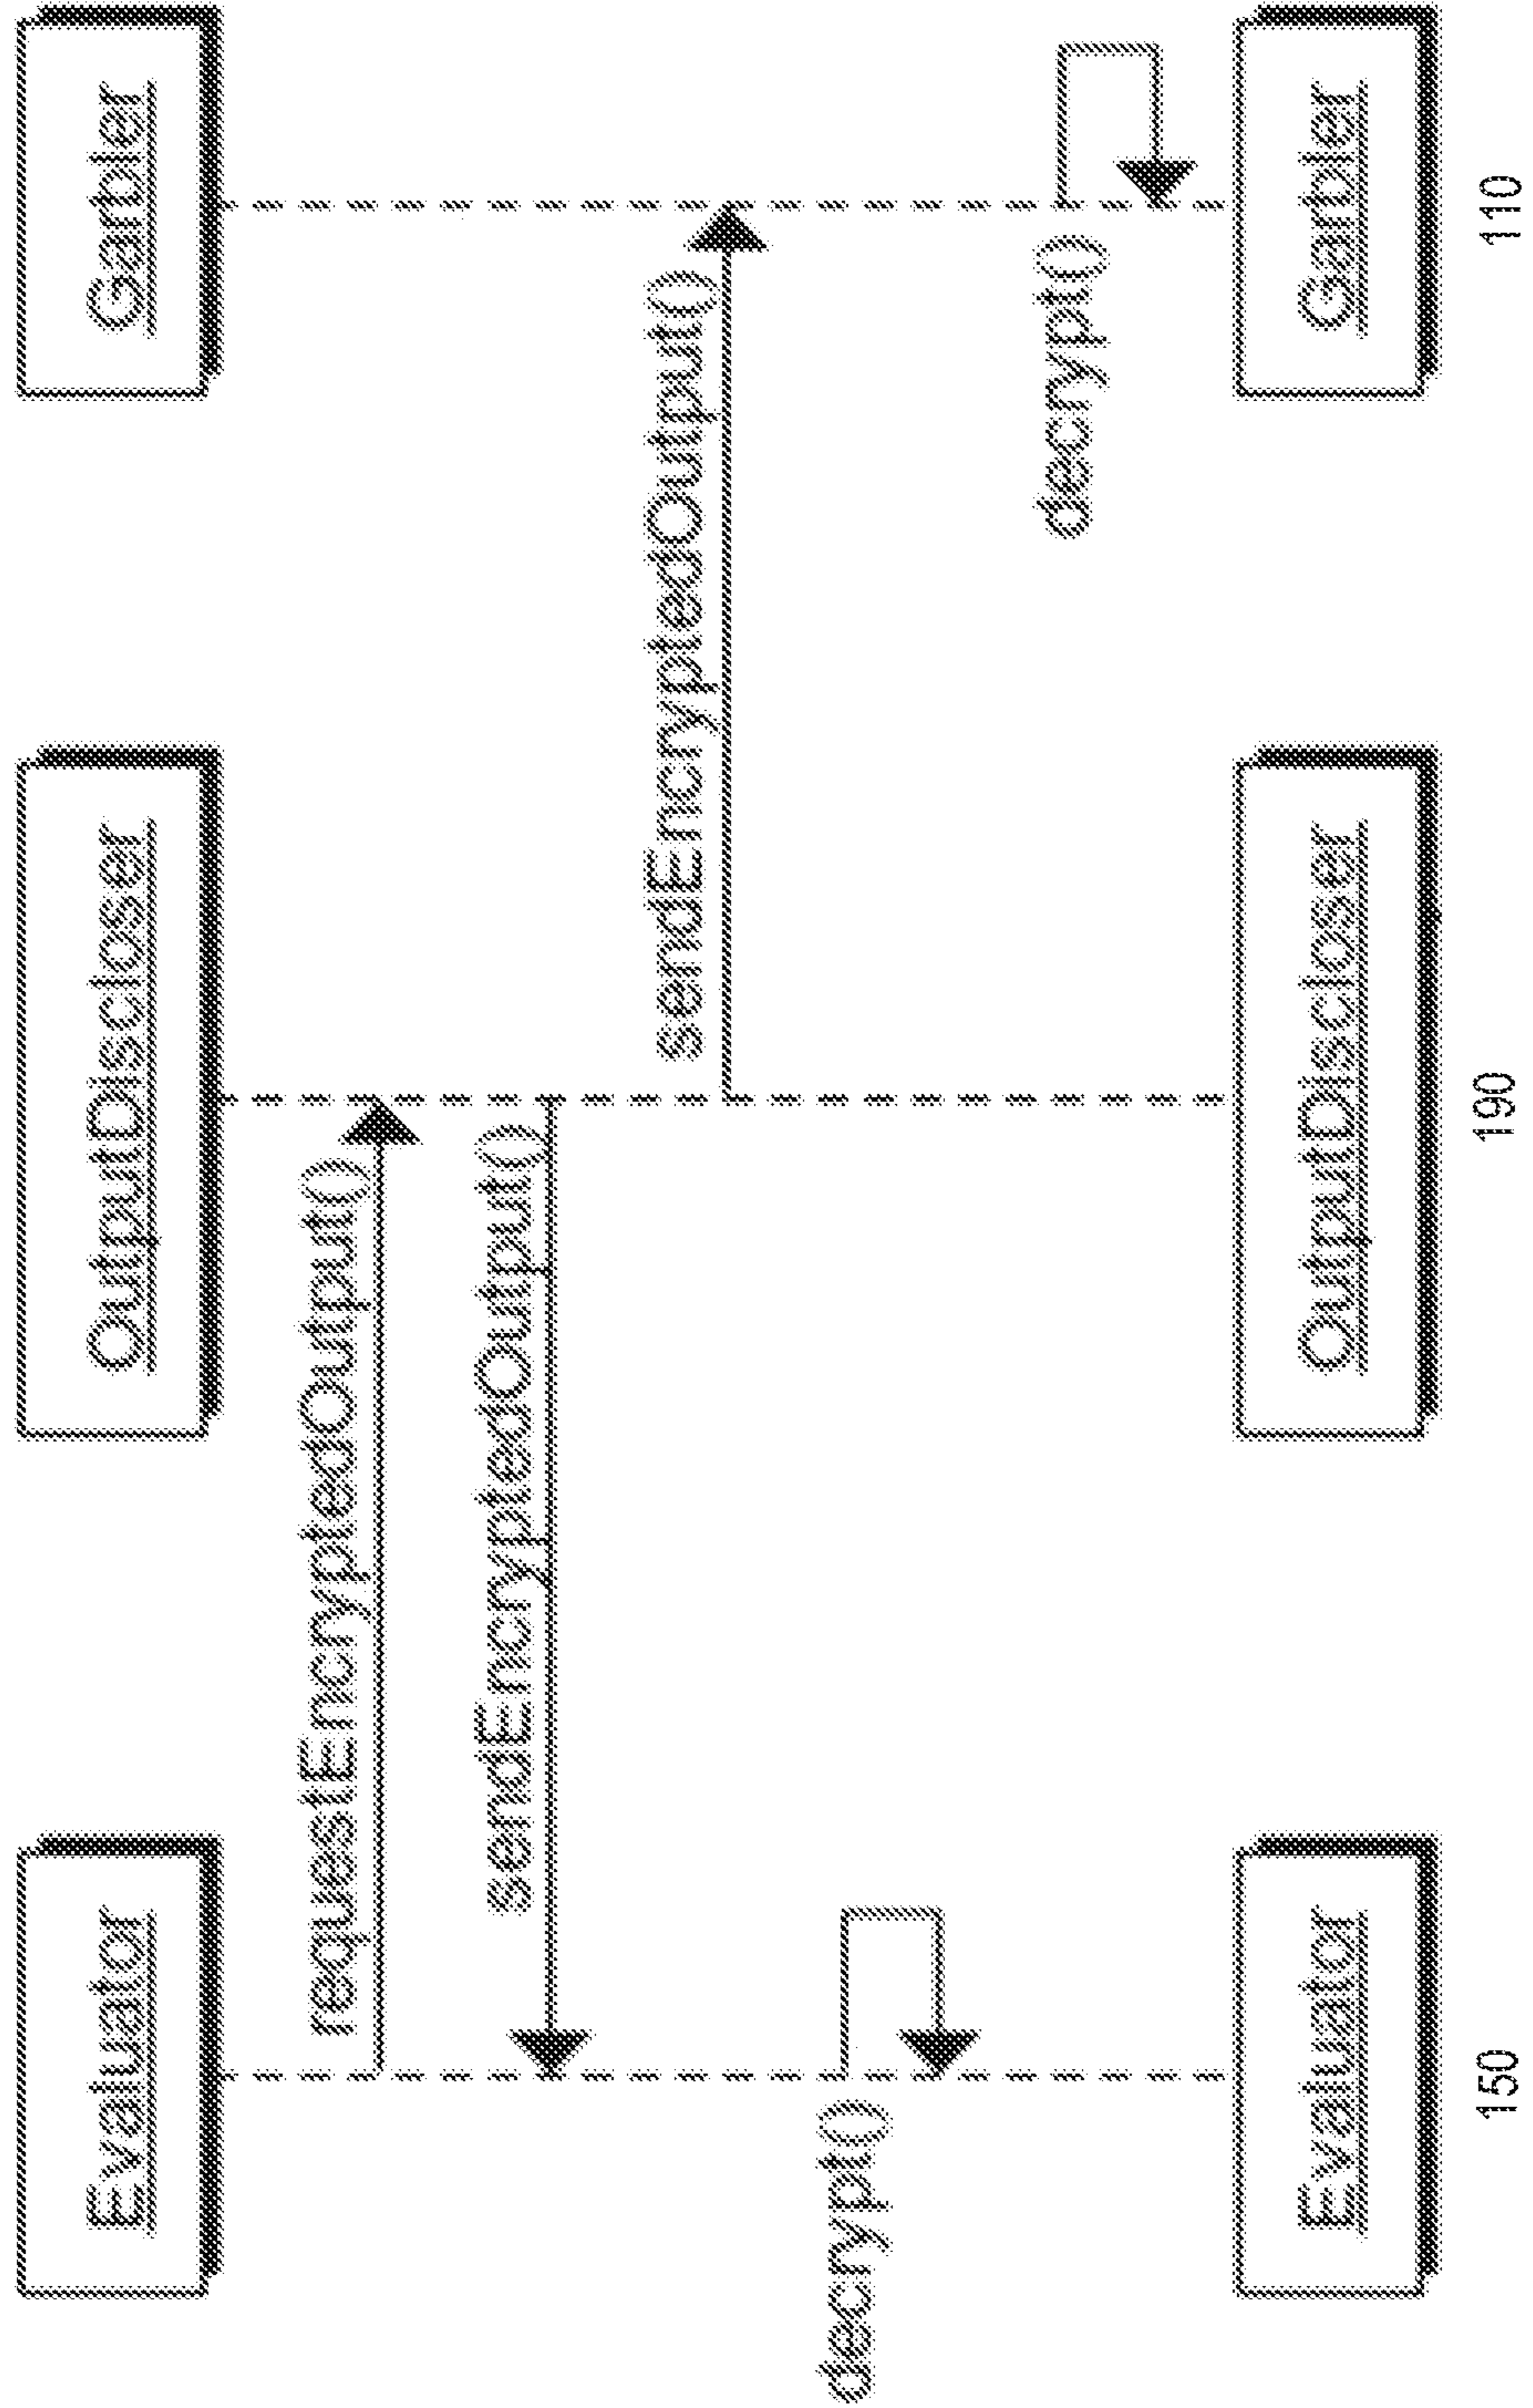 Evaluator
OutputDiscloser
Garbler
requestEncryptedOutput()
sendEncryptedOutput()
sendEncryptedOutput()
decrypt()
decrypt()
Evaluator
OutputDiscloser
Garbler
150
190
110